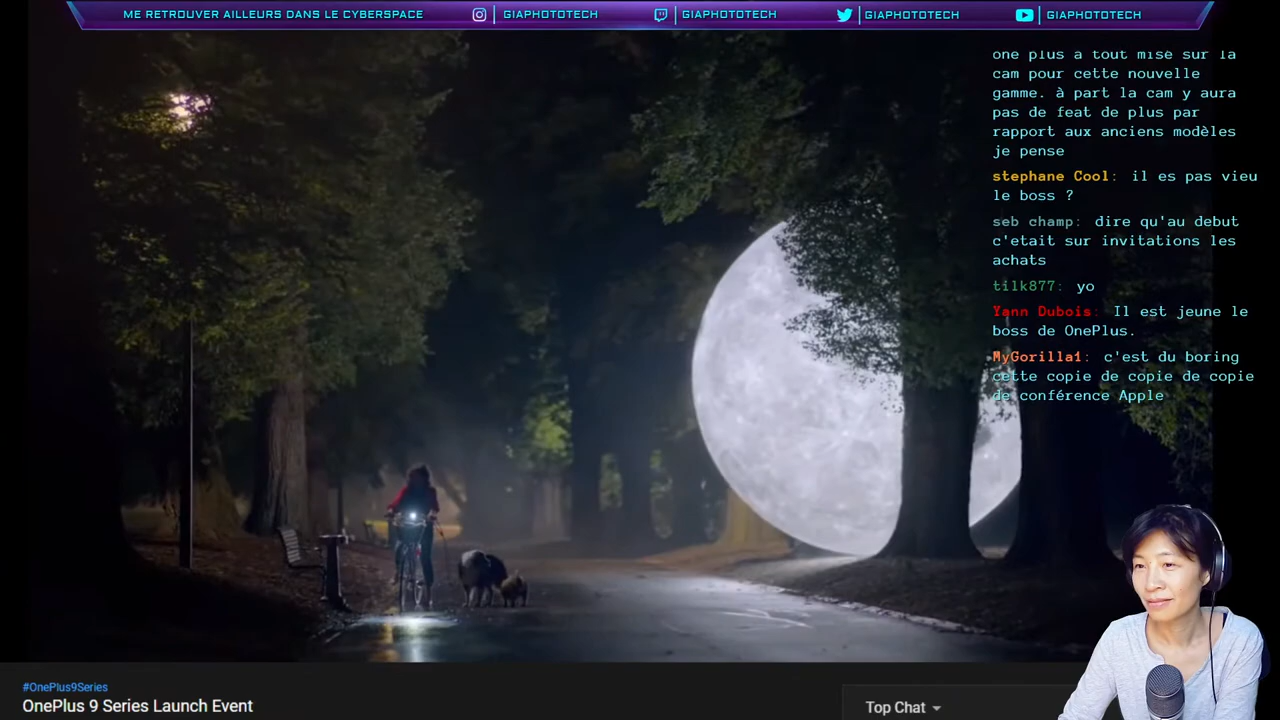 ME RETROUVER AILLEURS DANS LE CYBERSPACE GIAPHOTOTECH GIAPHOTOTECH GIAPHOTOTECH GIAPHOTOTECH
one plus a tout misé sur la
cam pour cette nouvelle
gamme. à part la cam y aura
pas de feat de plus par
rapport aux anciens modèles
je pense
stephane Cool: il es pas vieu
le boss ?
seb champ: dire qu'au debut
c'etait sur invitations les
achats
tilk877: yo
Yann Dubois: Il est jeune le
boss de OnePlus.
MyGorilla1: c'est du boring
cette copie de copie de copie
de conférence Apple
#OnePlus9Series
OnePlus 9 Series Launch Event
Top Chat